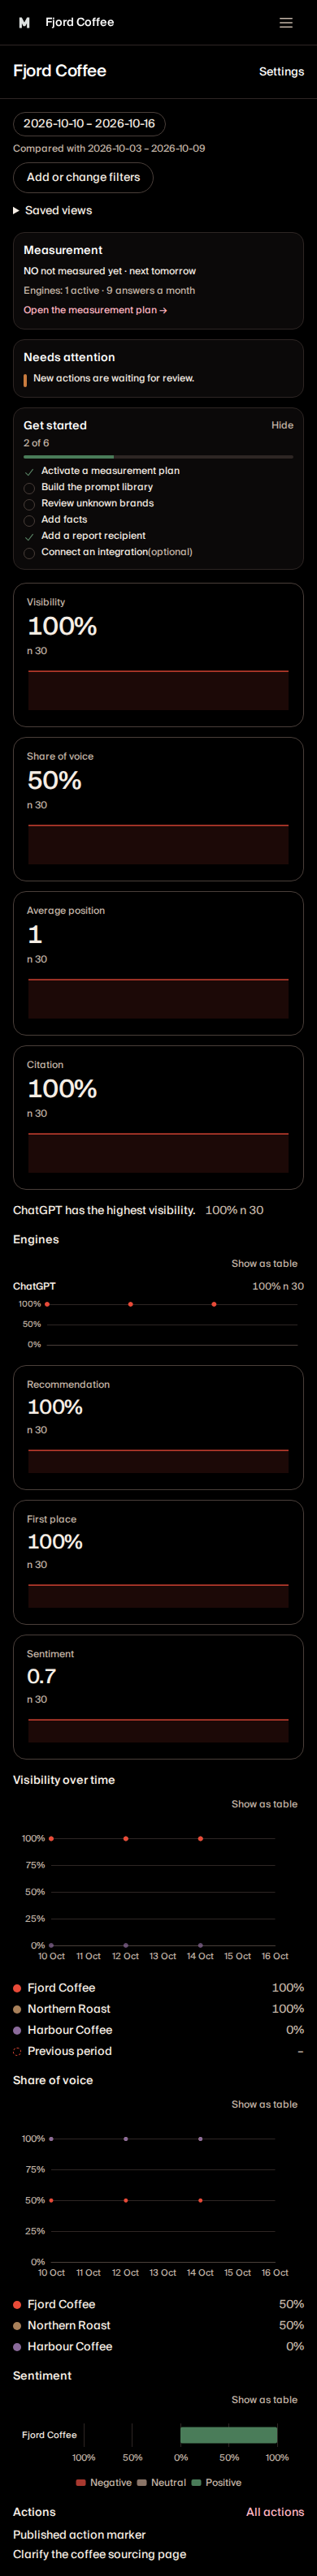 M Fjord Coffee
Fjord Coffee
Settings
2026-10-10 – 2026-10-16
Compared with 2026-10-03 – 2026-10-09
Add or change filters
Saved views
Measurement
NO not measured yet · next tomorrow
Engines: 1 active · 9 answers a month
Open the measurement plan →
Needs attention
New actions are waiting for review.
Get started
Hide
2 of 6
Activate a measurement plan
Build the prompt library
Review unknown brands
Add facts
Add a report recipient
Connect an integration(optional)
Visibility
100%
n 30
Share of voice
50%
n 30
Average position
1
n 30
Citation
100%
n 30
ChatGPT has the highest visibility. 100% n 30
Engines
Show as table
ChatGPT 100% n 30
100%
50%
0%
Recommendation
100%
n 30
First place
100%
n 30
Sentiment
0.7
n 30
Visibility over time
Show as table
100%
75%
50%
25%
0%
10 Oct 11 Oct 12 Oct 13 Oct 14 Oct 15 Oct 16 Oct
Fjord Coffee 100%
Northern Roast 100%
Harbour Coffee 0%
Previous period –
Share of voice
Show as table
100%
75%
50%
25%
0%
10 Oct 11 Oct 12 Oct 13 Oct 14 Oct 15 Oct 16 Oct
Fjord Coffee 50%
Northern Roast 50%
Harbour Coffee 0%
Sentiment
Show as table
Fjord Coffee
100% 50% 0% 50% 100%
Negative Neutral Positive
Actions
All actions
Published action marker
Clarify the coffee sourcing page